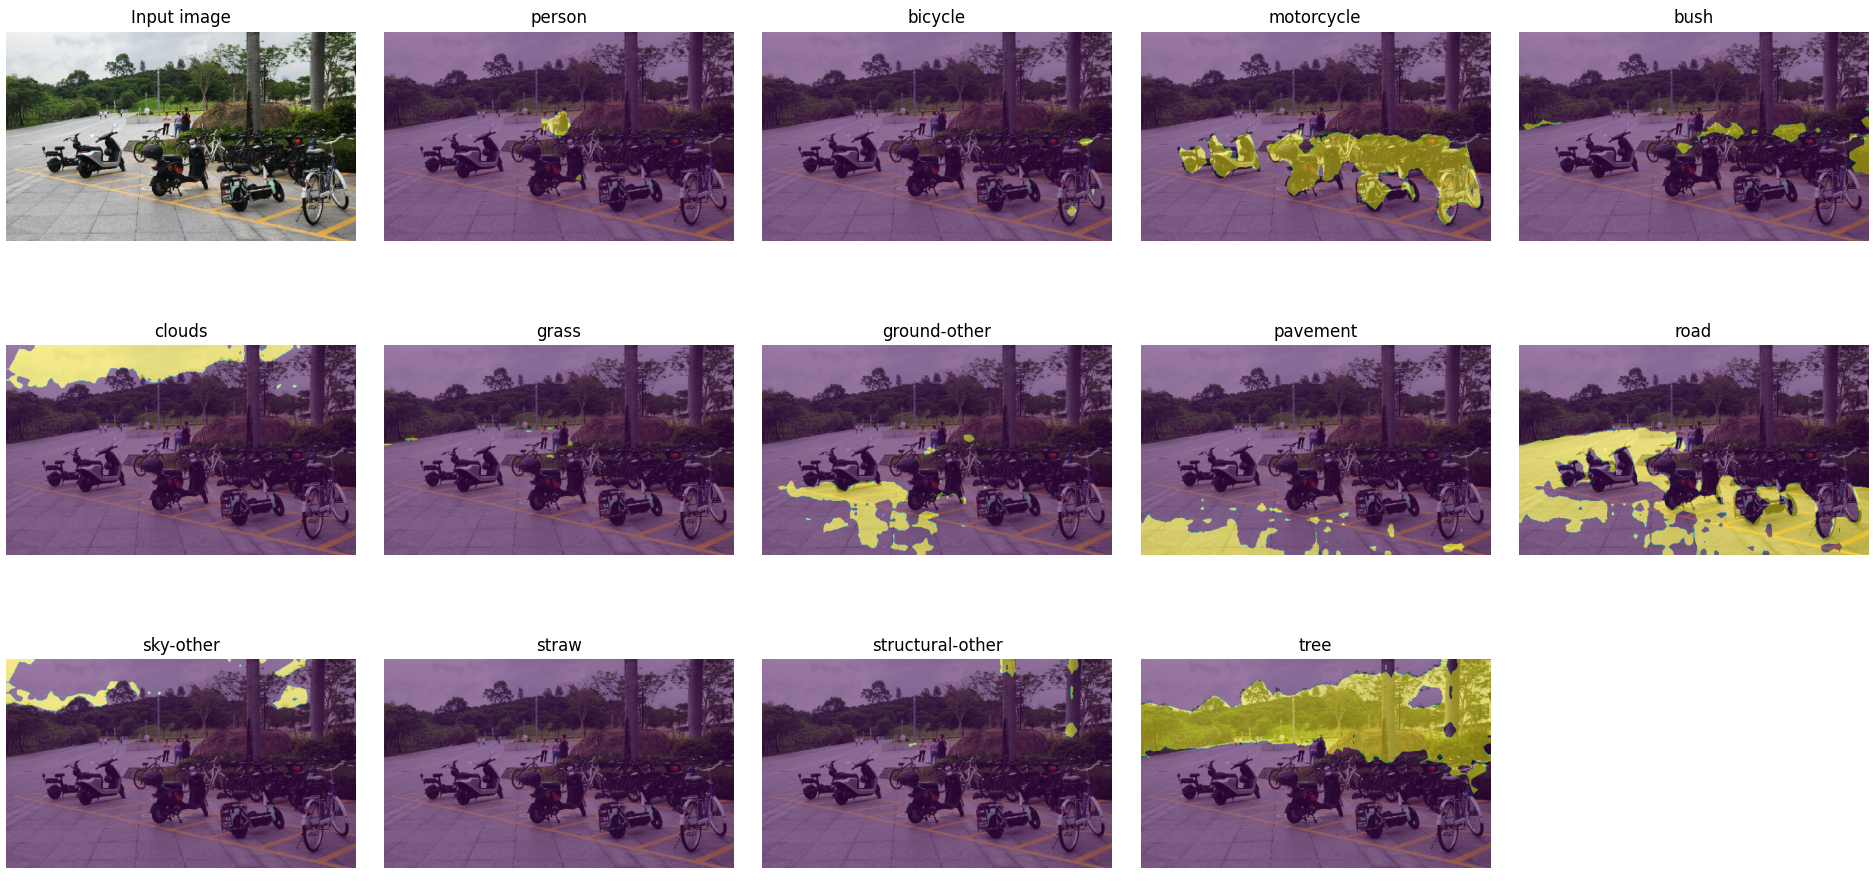 Input image
person
bicycle
motorcycle
bush
clouds
grass
ground-other
pavement
road
sky-other
straw
structural-other
tree